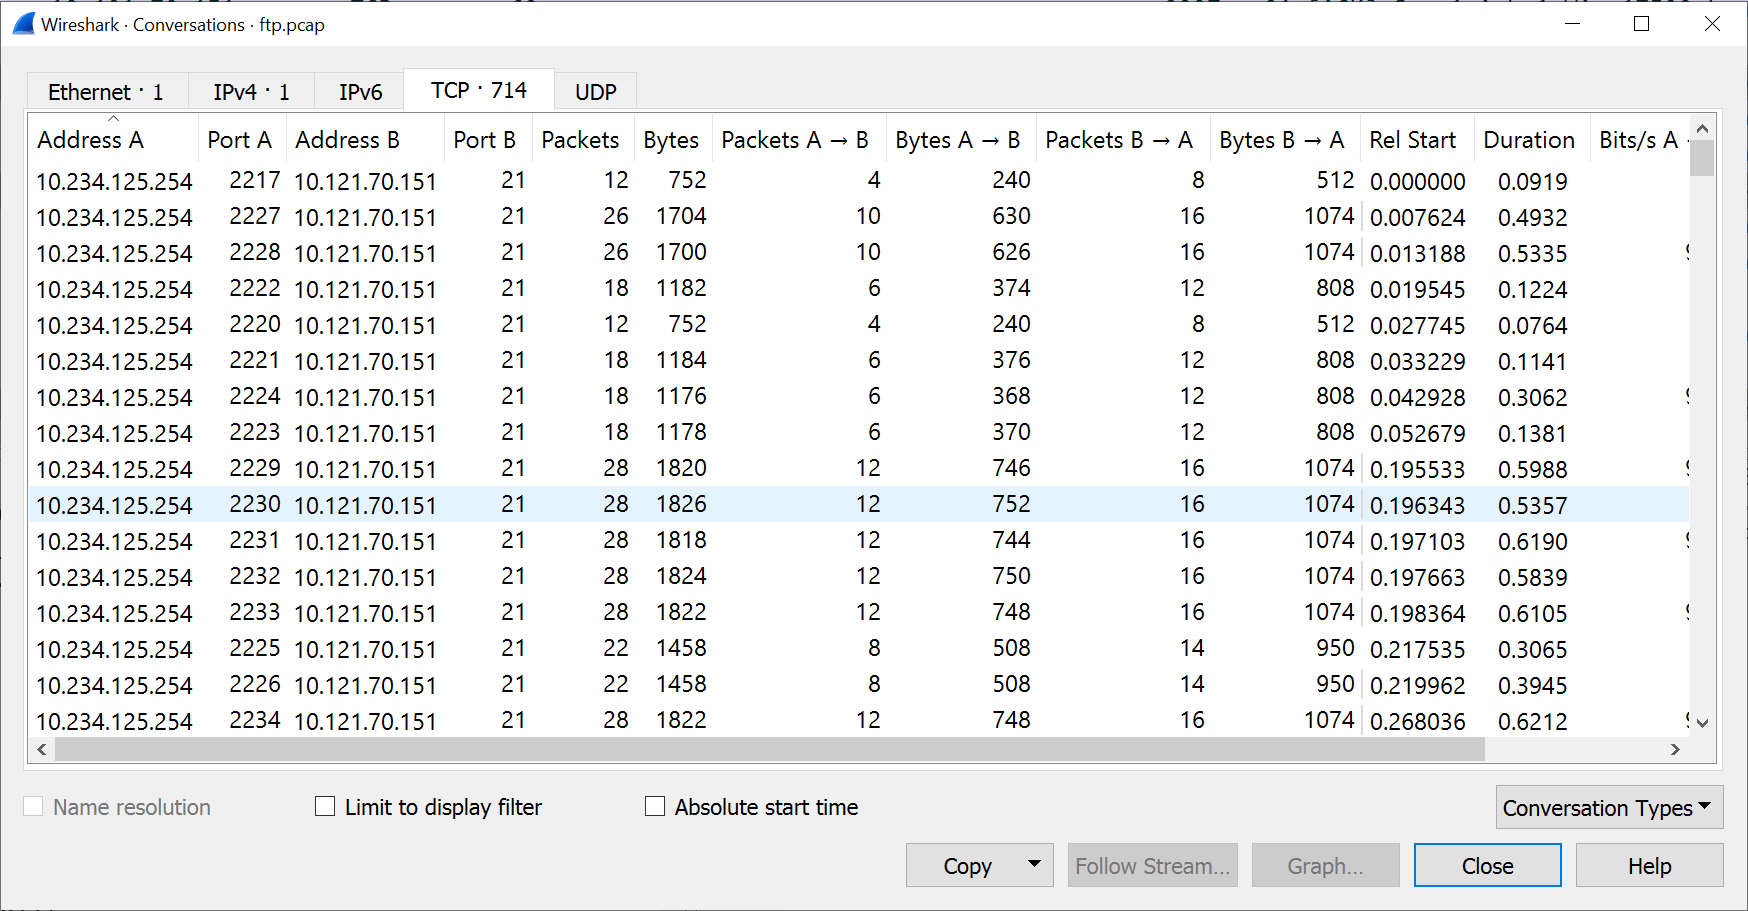 Wireshark · Conversations · ftp.pcap
Ethernet · 1 IPv4 · 1 IPv6 TCP · 714 UDP
Address A Port A Address B Port B Packets Bytes Packets A → B Bytes A → B Packets B → A Bytes B → A Rel Start Duration Bits/s A
10.234.125.254 2217 10.121.70.151 21 12 752 4 240 8 512 0.000000 0.0919
10.234.125.254 2227 10.121.70.151 21 26 1704 10 630 16 1074 0.007624 0.4932
10.234.125.254 2228 10.121.70.151 21 26 1700 10 626 16 1074 0.013188 0.5335
10.234.125.254 2222 10.121.70.151 21 18 1182 6 374 12 808 0.019545 0.1224
10.234.125.254 2220 10.121.70.151 21 12 752 4 240 8 512 0.027745 0.0764
10.234.125.254 2221 10.121.70.151 21 18 1184 6 376 12 808 0.033229 0.1141
10.234.125.254 2224 10.121.70.151 21 18 1176 6 368 12 808 0.042928 0.3062
10.234.125.254 2223 10.121.70.151 21 18 1178 6 370 12 808 0.052679 0.1381
10.234.125.254 2229 10.121.70.151 21 28 1820 12 746 16 1074 0.195533 0.5988
10.234.125.254 2230 10.121.70.151 21 28 1826 12 752 16 1074 0.196343 0.5357
10.234.125.254 2231 10.121.70.151 21 28 1818 12 744 16 1074 0.197103 0.6190
10.234.125.254 2232 10.121.70.151 21 28 1824 12 750 16 1074 0.197663 0.5839
10.234.125.254 2233 10.121.70.151 21 28 1822 12 748 16 1074 0.198364 0.6105
10.234.125.254 2225 10.121.70.151 21 22 1458 8 508 14 950 0.217535 0.3065
10.234.125.254 2226 10.121.70.151 21 22 1458 8 508 14 950 0.219962 0.3945
10.234.125.254 2234 10.121.70.151 21 28 1822 12 748 16 1074 0.268036 0.6212
Name resolution Limit to display filter Absolute start time Conversation Types
Copy Follow Stream... Graph... Close Help